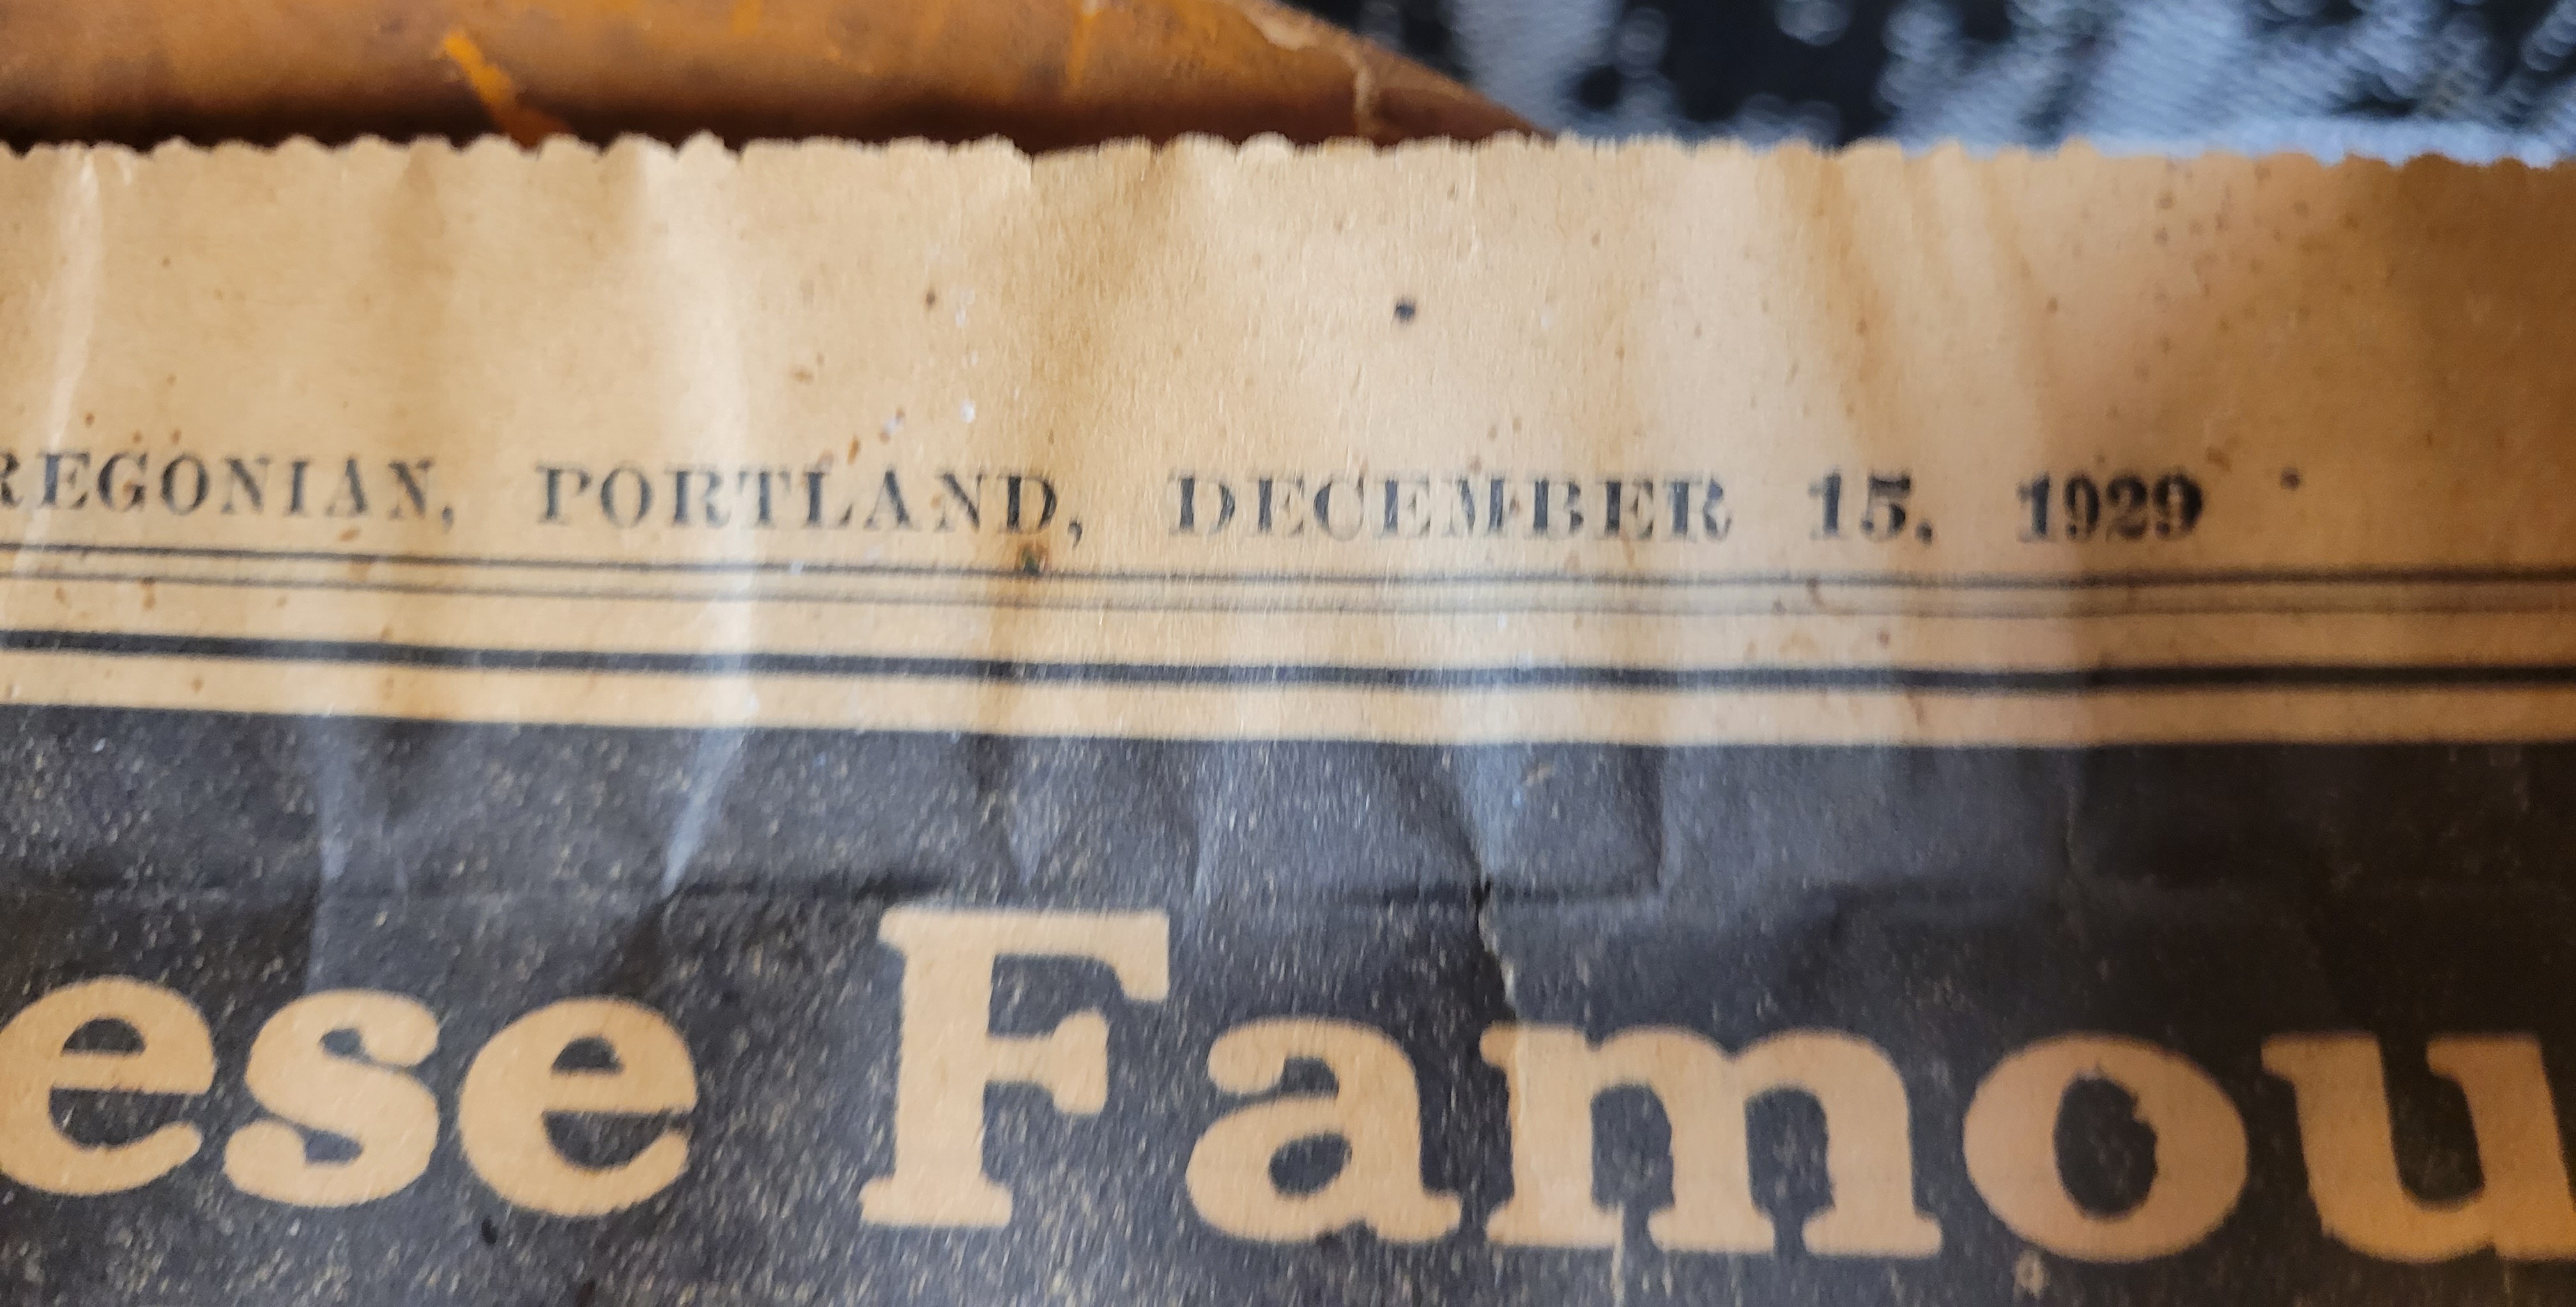 REGONIAN, PORTLAND, DECEMBER 15, 1929
ese Famou